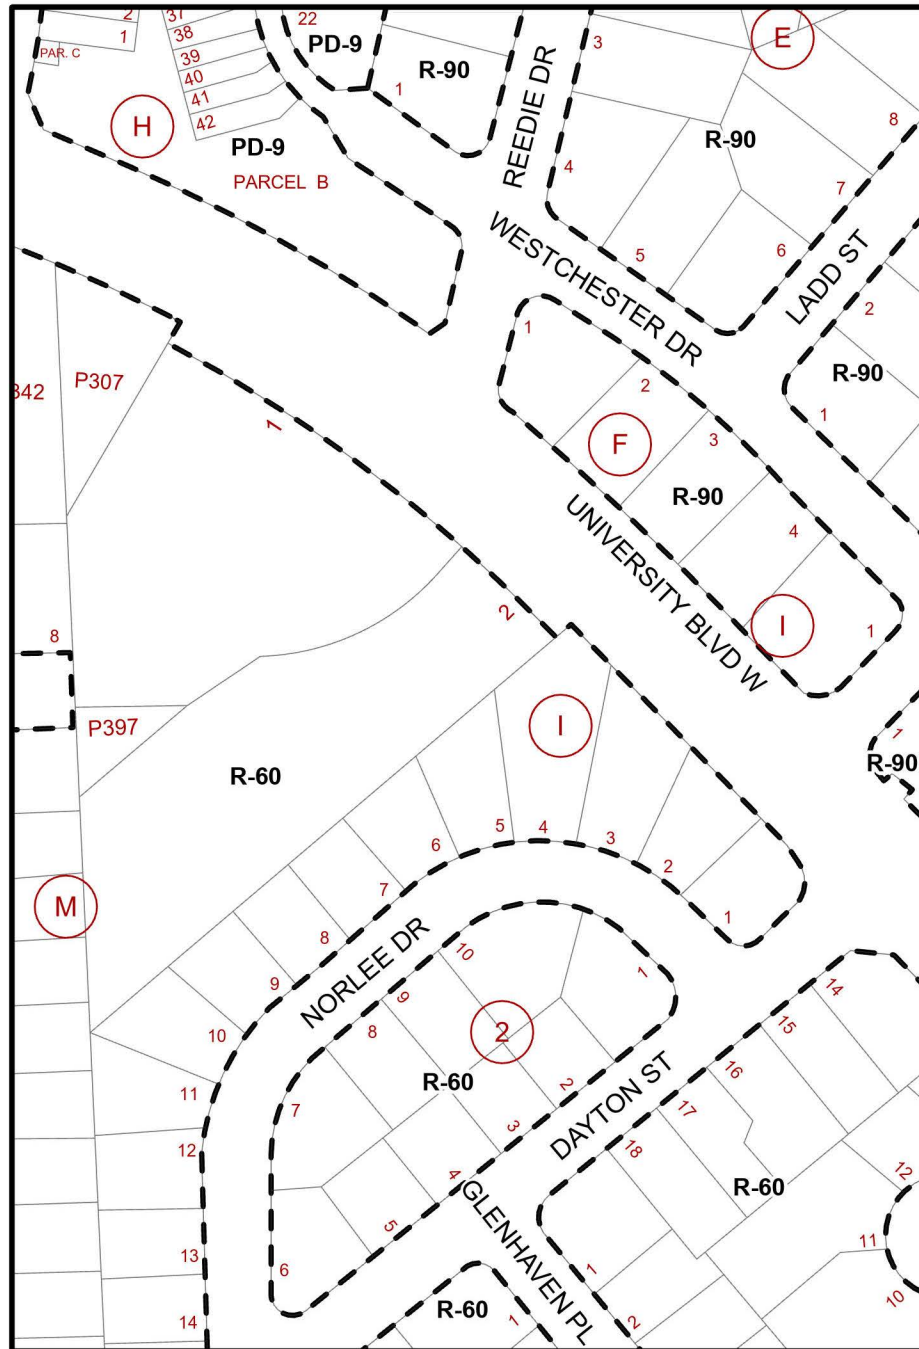 2
1
PAR. C
37
38
39
40
41
42
22
PD-9
R-90
1
REEDIE DR
3
E
H
PD-9
PARCEL B
4
R-90
8
7
5
6
LADD ST
WESTCHESTER DR
1
2
R-90
1
342
P307
1
2
F
3
R-90
4
UNIVERSITY BLVD W
I
1
2
8
P397
R-60
I
1
R-90
6
5
4
3
2
1
7
M
8
9
10
11
12
13
14
NORLEE DR
10
9
8
7
1
2
R-60
2
3
4
5
6
DAYTON ST
14
15
16
17
18
R-60
12
11
10
GLENHAVEN PL
1
2
R-60
1